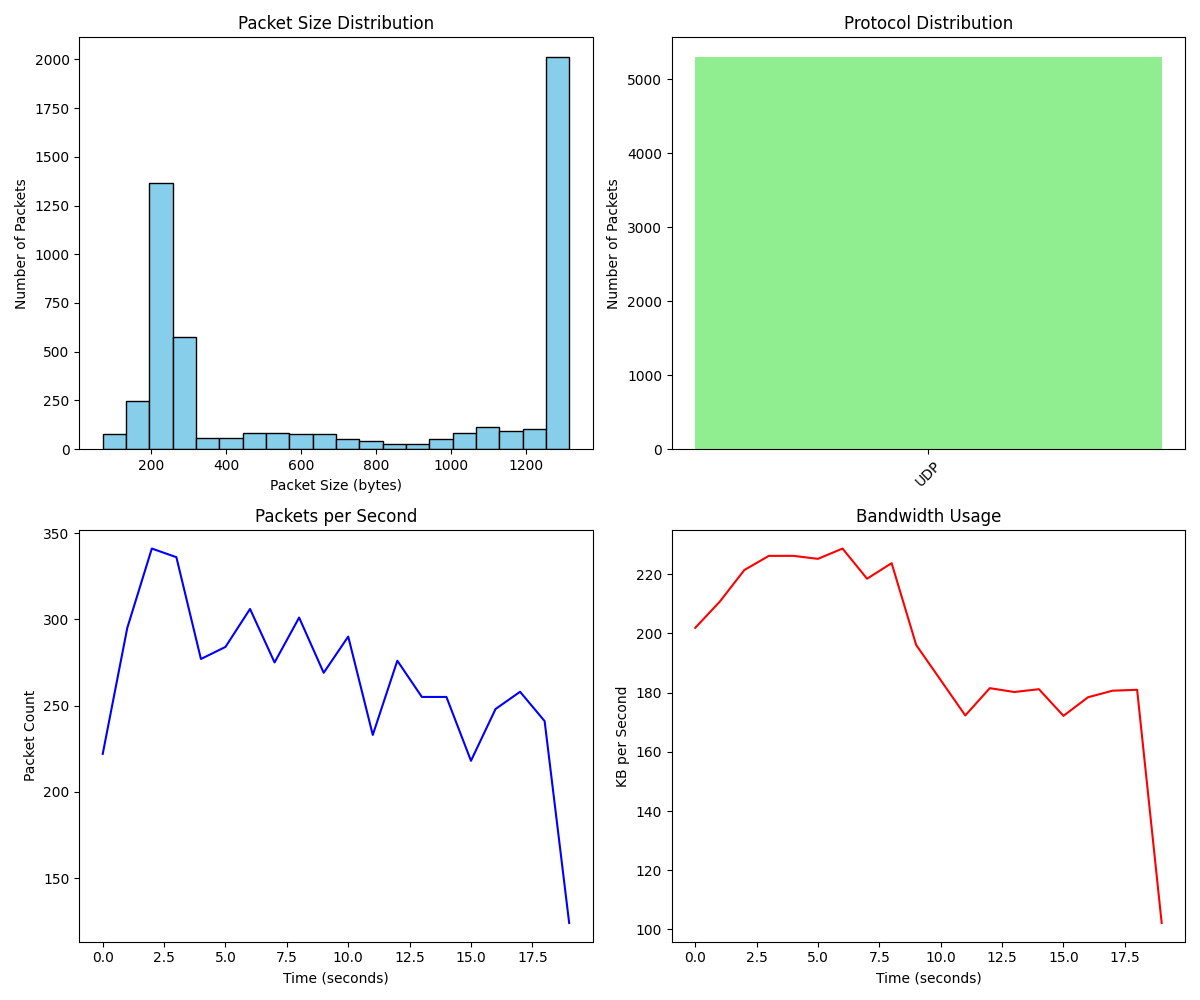 Packet Size Distribution
Number of Packets
2000
1750
1500
1250
1000
750
500
250
0
200 400 600 800 1000 1200
Packet Size (bytes)
Protocol Distribution
Number of Packets
5000
4000
3000
2000
1000
0
UDP
Packets per Second
Packet Count
350
300
250
200
150
0.0 2.5 5.0 7.5 10.0 12.5 15.0 17.5
Time (seconds)
Bandwidth Usage
KB per Second
220
200
180
160
140
120
100
0.0 2.5 5.0 7.5 10.0 12.5 15.0 17.5
Time (seconds)